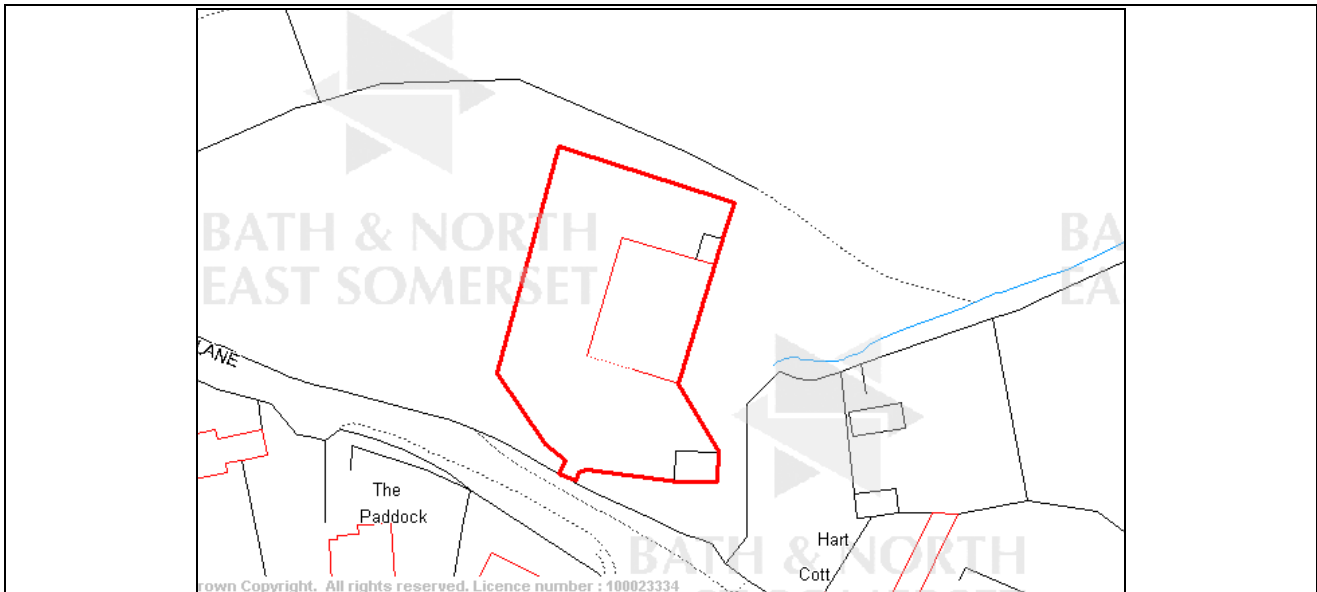 BATH & NORTH
EAST SOMERSET
BA
EA
LANE
The
Paddock
Hart
Cott
BATH & NORTH
rown Copyright. All rights reserved. Licence number : 100023334